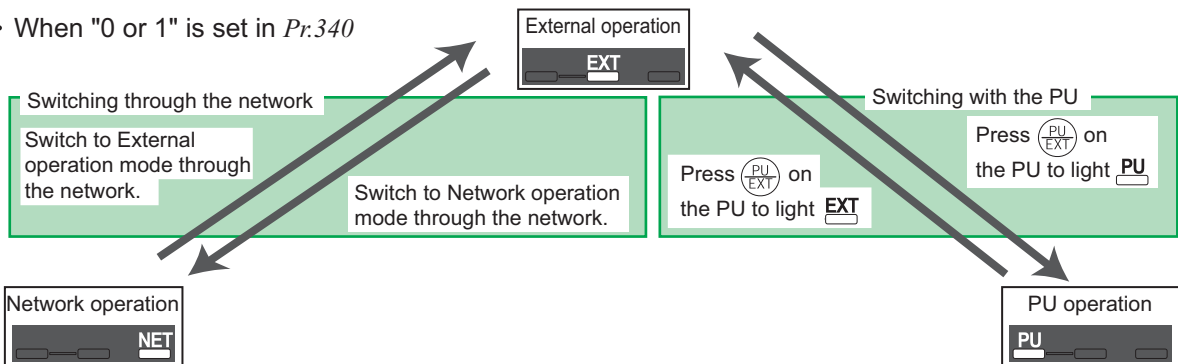 • When "0 or 1" is set in Pr.340
External operation
EXT
Switching through the network
Switch to External
operation mode through
the network.
Switch to Network operation
mode through the network.
Switching with the PU
Press PU/EXT on
the PU to light PU
Press PU/EXT on
the PU to light EXT
Network operation
NET
PU operation
PU